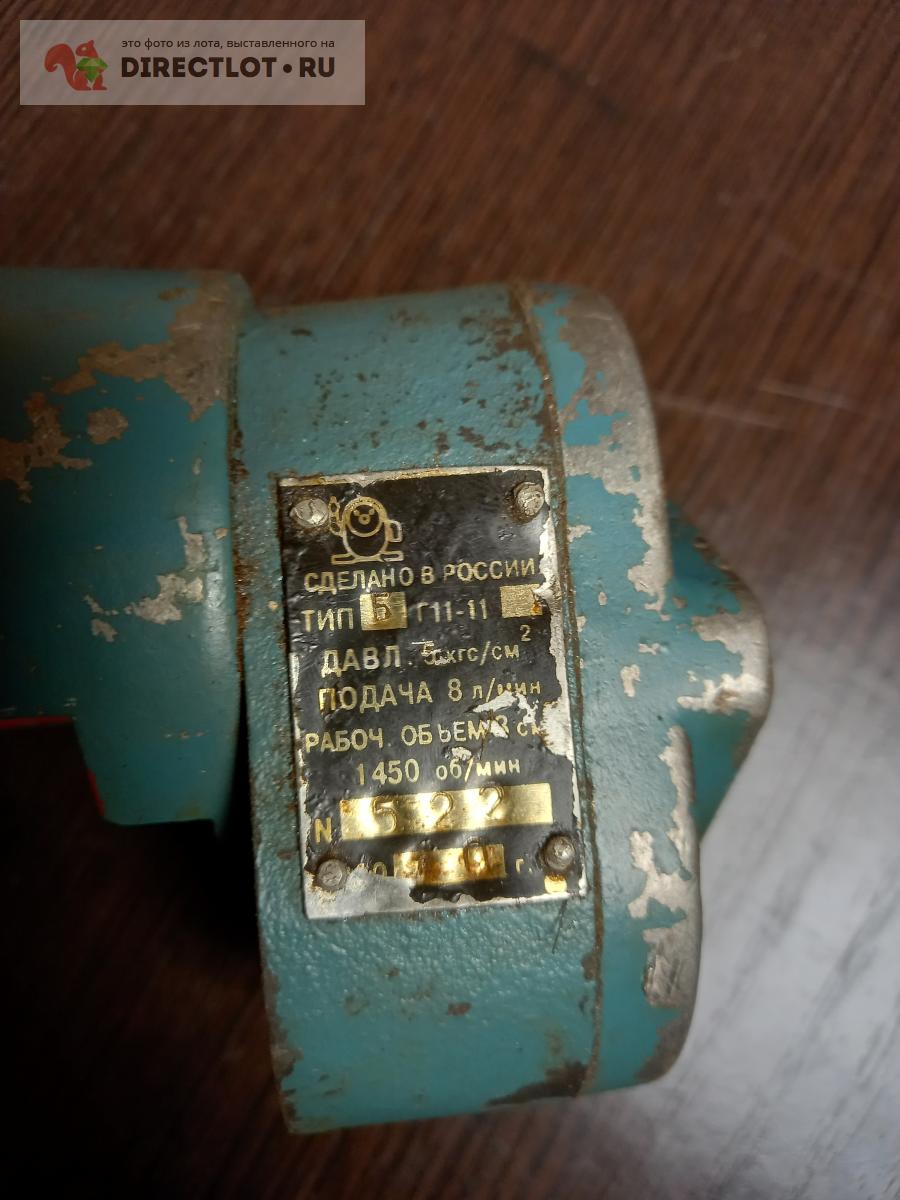 это фото из лота, выставленного на
DIRECTLOT.RU
СДЕЛАНО В РОССИИ
ТИП Б Г11-11
ДАВЛ. 5 кгс/см²
ПОДАЧА 8 л/мин
РАБОЧ. ОБЪЕМ 8
1450 об/мин
N 522
г.